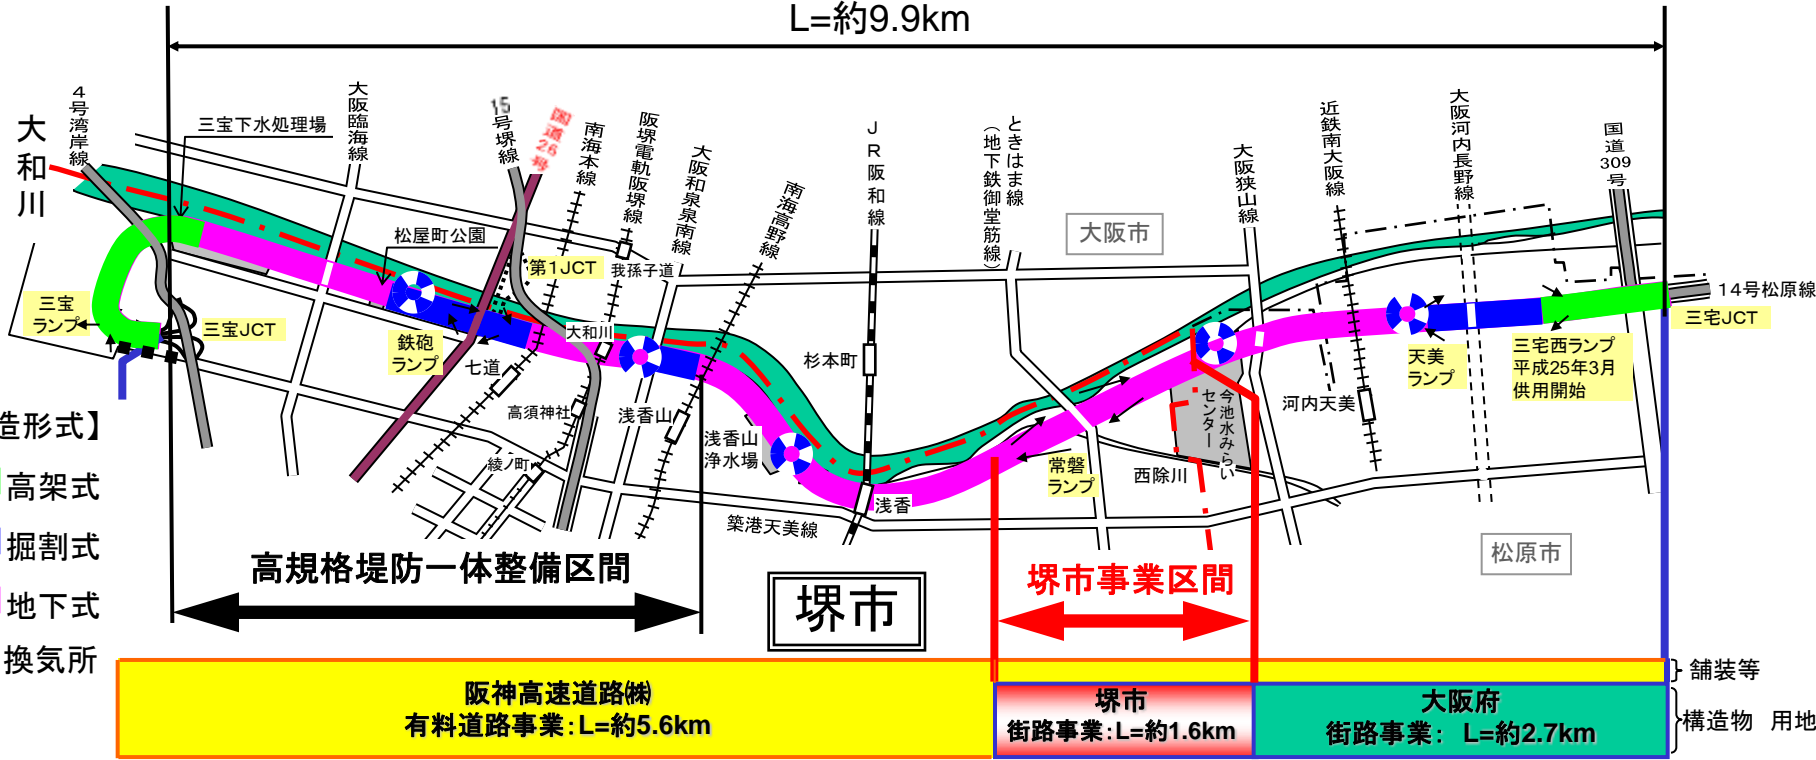 L=約9.9km
大和川
4号湾岸線
三宝下水処理場
大阪臨海線
15号堺線
国道26号
南海本線
阪堺電軌阪堺線
大阪和泉泉南線
南海高野線
JR阪和線
ときはま線
（地下鉄御堂筋線）
大阪狭山線
近鉄南大阪線
大阪河内長野線
国道309号
大阪市
松屋町公園
第1JCT
我孫子道
14号松原線
三宅JCT
三宝
ランプ
三宝JCT
鉄砲
ランプ
七道
大和川
高須神社
浅香山
綾ノ町
浅香山
浄水場
杉本町
浅香
築港天美線
常磐
ランプ
西除川
今池水みらい
センター
河内天美
天美
ランプ
三宅西ランプ
平成25年3月
供用開始
造形式】
高架式
掘割式
地下式
換気所
高規格堤防一体整備区間
堺市
堺市事業区間
松原市
阪神高速道路㈱
有料道路事業：L=約5.6km
堺市
街路事業：L=約1.6km
大阪府
街路事業： L=約2.7km
舗装等
構造物 用地